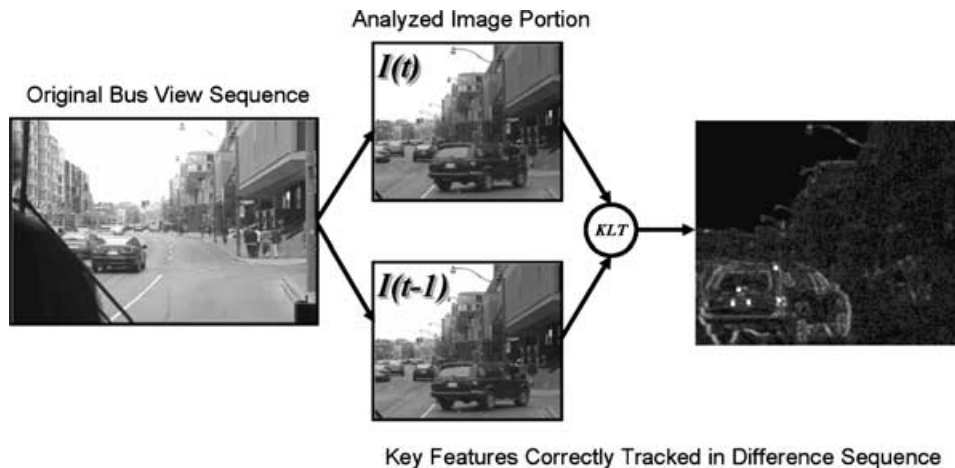 Analyzed Image Portion
Original Bus View Sequence
I(t)
KLT
I(t-1)
Key Features Correctly Tracked in Difference Sequence